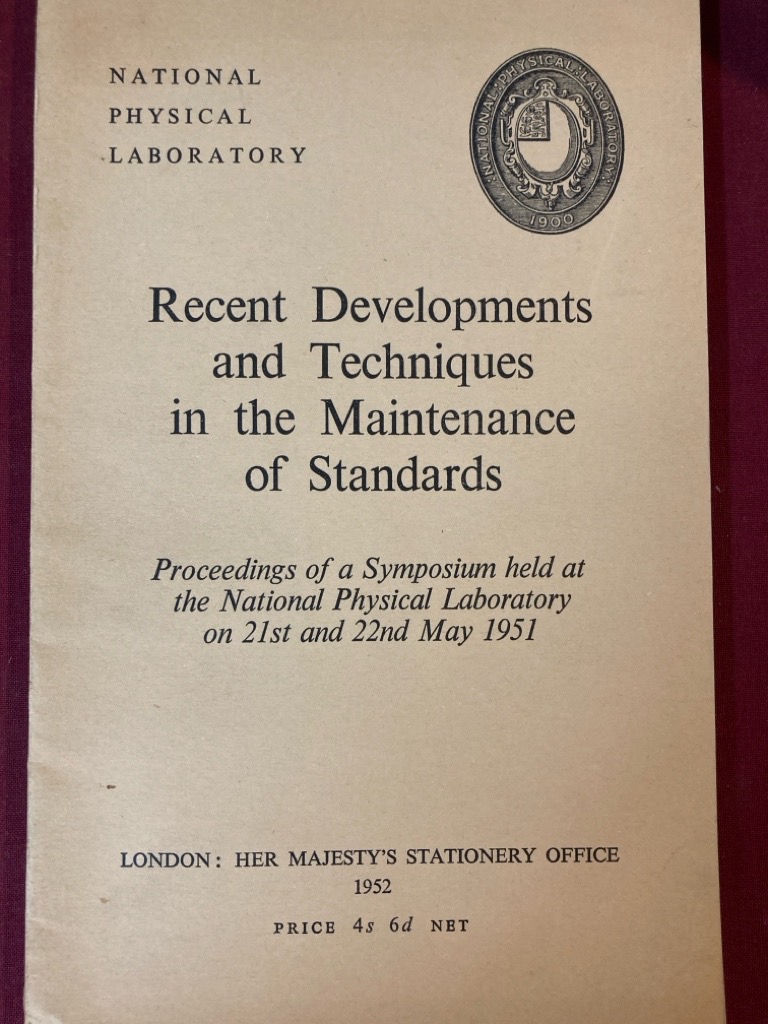 NATIONAL
PHYSICAL
LABORATORY
NATIONAL PHYSICAL LABORATORY
1900
Recent Developments
and Techniques
in the Maintenance
of Standards
Proceedings of a Symposium held at
the National Physical Laboratory
on 21st and 22nd May 1951
LONDON: HER MAJESTY'S STATIONERY OFFICE
1952
PRICE 4s 6d NET